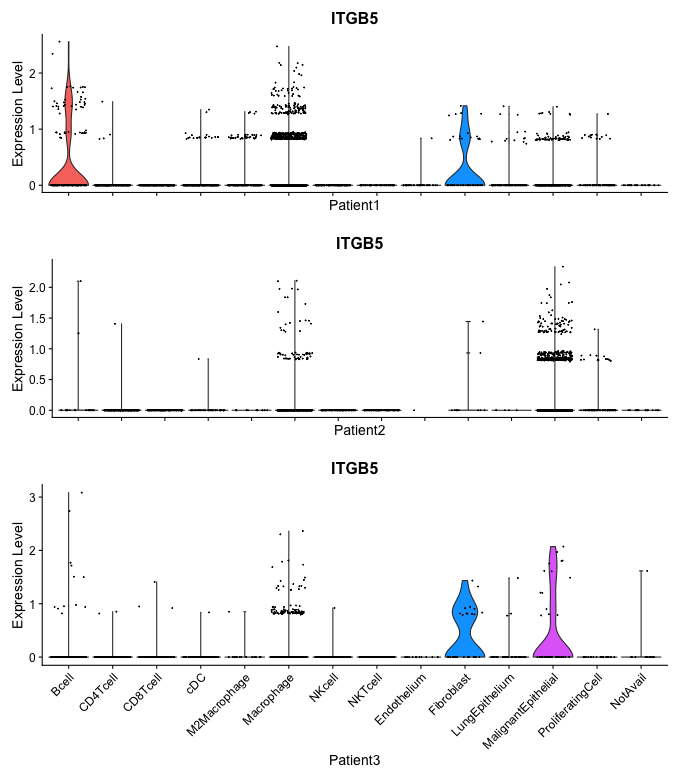 ITGB5
Expression Level
2
1
0
Patient1
ITGB5
Expression Level
2.0
1.5
1.0
0.5
0.0
Patient2
ITGB5
Expression Level
3
2
1
0
Bcell
CD4Tcell
CD8Tcell
cDC
M2Macrophage
Macrophage
NKcell
NKTcell
Endothelium
Fibroblast
LungEpithelium
MalignantEpithelial
ProliferatingCell
NotAvail
Patient3